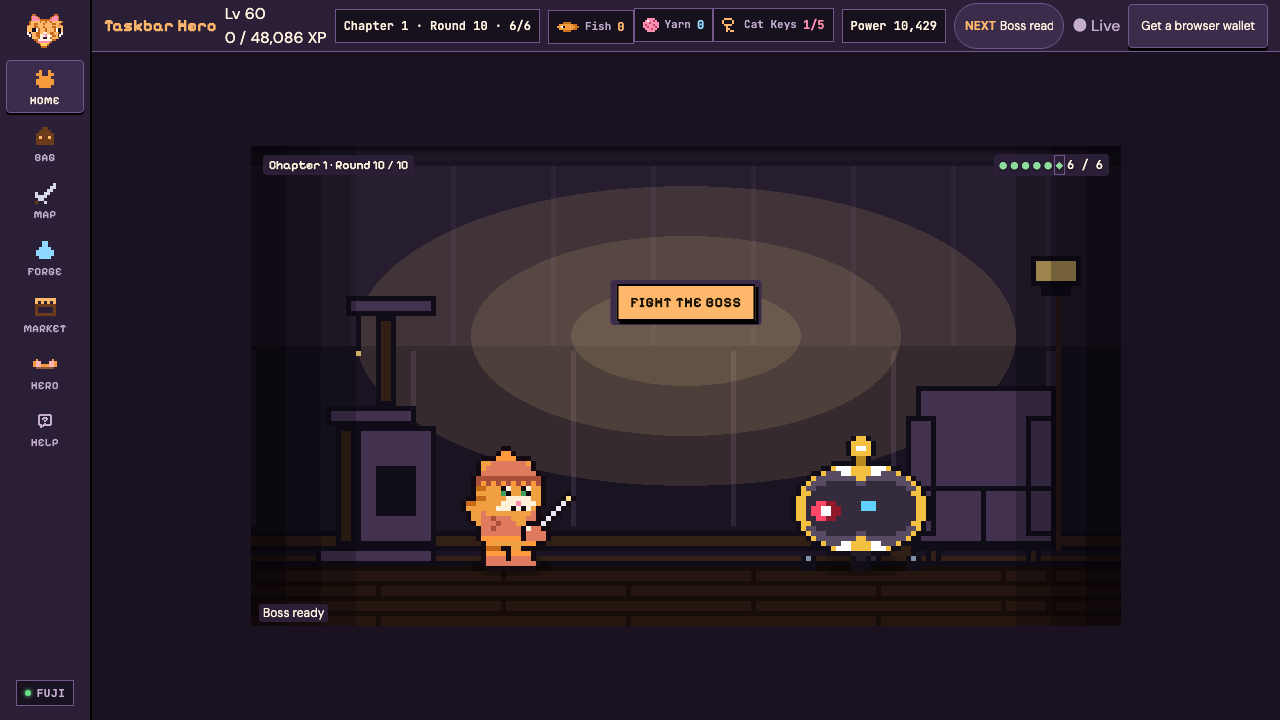 Taskbar Hero
Lv 60
0 / 48,086 XP
Chapter 1 · Round 10 · 6/6
Fish 0
Yarn 0
Cat Keys 1/5
Power 10,429
NEXT Boss read
Live
Get a browser wallet
HOME
BAG
MAP
FORGE
MARKET
HERO
HELP
FUJI
Chapter 1 · Round 10 / 10
6 / 6
FIGHT THE BOSS
Boss ready